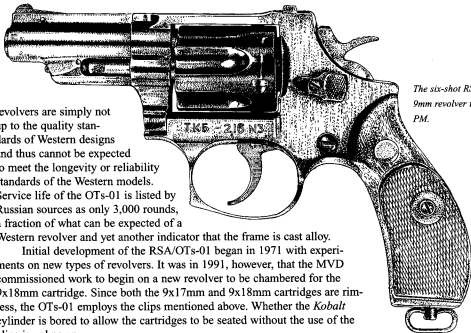 The six-shot
9mm revolver
PM.
ТКБ - 216 №3
evolvers are simply not
up to the quality stan-
dards of Western designs
and thus cannot be expected
o meet the longevity or reliability
standards of the Western models.
Service life of the OTs-01 is listed by
Russian sources as only 3,000 rounds,
fraction of what can be expected of a
Western revolver and yet another indicator that the frame is cast alloy.
Initial development of the RSA/OTs-01 began in 1971 with experi-
ments on new types of revolvers. It was in 1991, however, that the MVD
commissioned work to begin on a new revolver to be chambered for the
9x18mm cartridge. Since both the 9x17mm and 9x18mm cartridges are rim-
less, the OTs-01 employs the clips mentioned above. Whether the Kobalt
cylinder is bored to allow the cartridges to be seated without the use of the